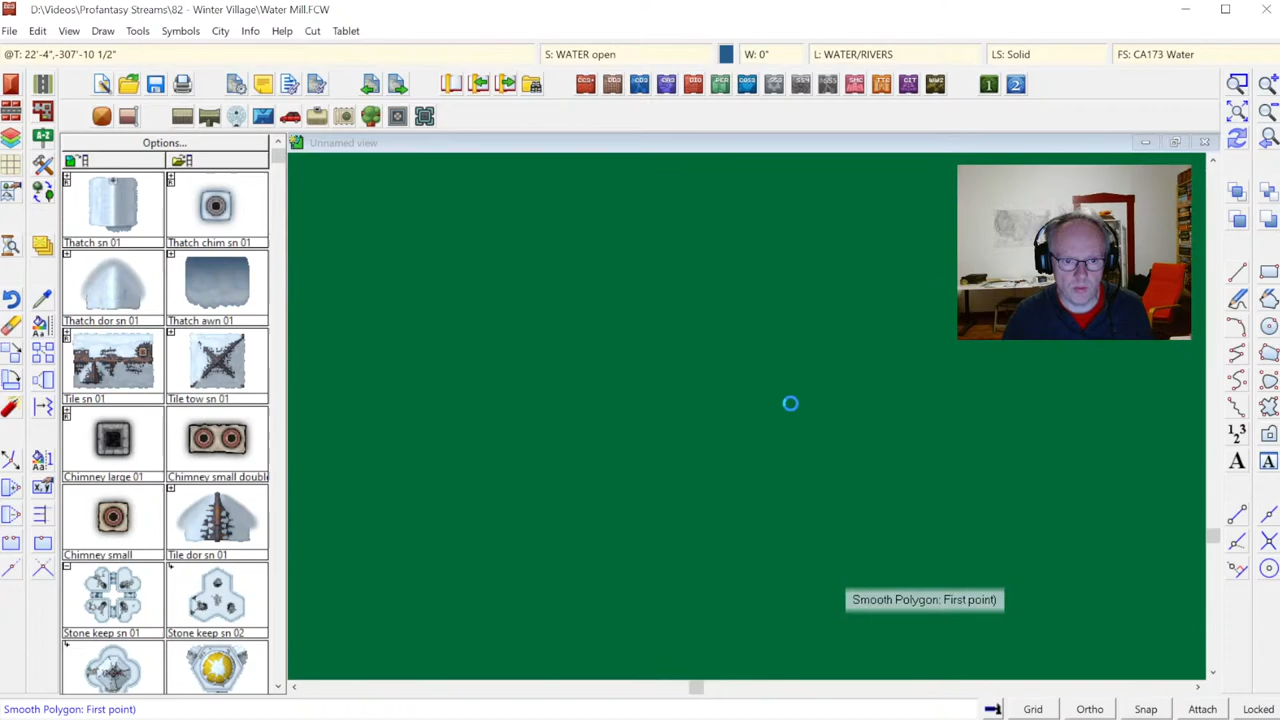 D:\Videos\Profantasy Streams\82 - Winter Village\Water Mill.FCW
File Edit View Draw Tools Symbols City Info Help Cut Tablet
@T: 22'-4",-307'-10 1/2" S: WATER open W: 0" L: WATER/RIVERS LS: Solid FS: CA173 Water
Options...
Unnamed view
Thatch sn 01 Thatch chim sn 01
Thatch dor sn 01 Thatch awn 01
Tile sn 01 Tile tow sn 01
Chimney large 01 Chimney small double
Chimney small Tile dor sn 01
Stone keep sn 01 Stone keep sn 02
Smooth Polygon: First point)
Smooth Polygon: First point)
Grid Ortho Snap Attach Locked